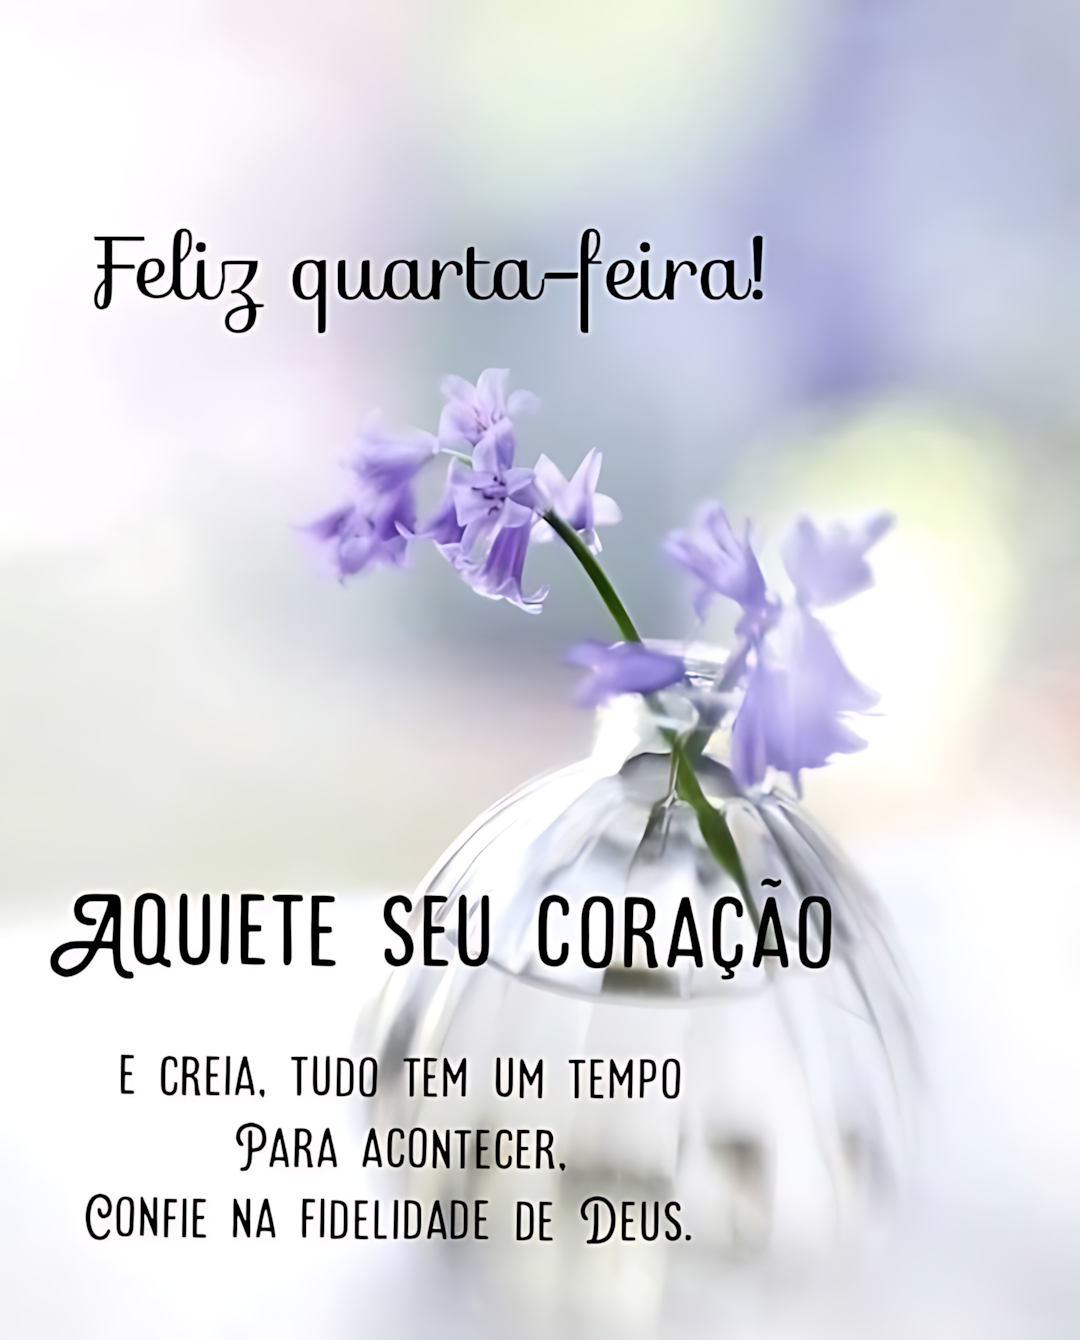 Feliz quarta-feira!
Aquiete seu coração
E creia, tudo tem um tempo
Para acontecer,
Confie na fidelidade de Deus.